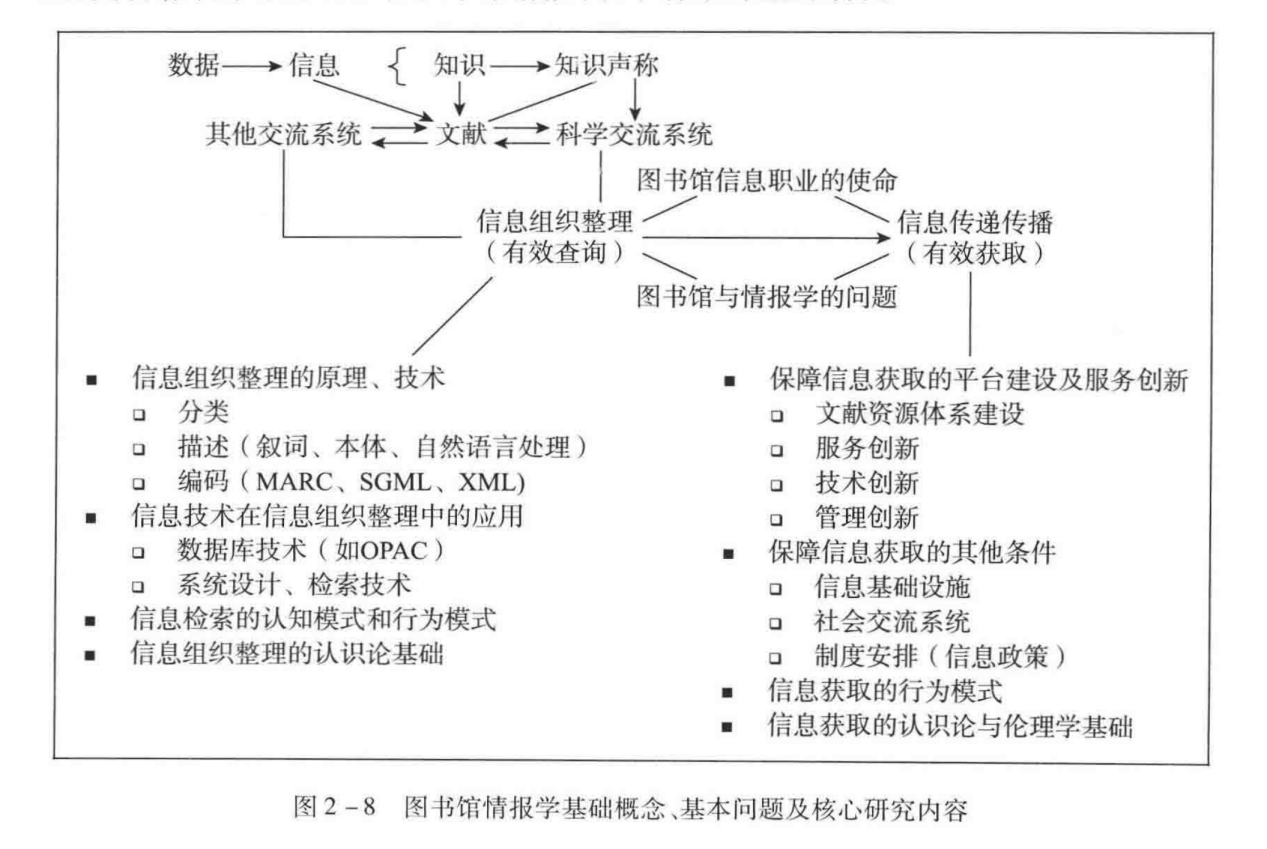 数据 信息 { 知识 知识声称
其他交流系统 文献 科学交流系统
图书馆信息职业的使命
信息组织整理 信息传递传播
（有效查询） （有效获取）
图书馆与情报学的问题
■ 信息组织整理的原理、技术
□ 分类
□ 描述（叙词、本体、自然语言处理）
□ 编码（MARC、SGML、XML)
■ 信息技术在信息组织整理中的应用
□ 数据库技术（如OPAC）
□ 系统设计、检索技术
■ 信息检索的认知模式和行为模式
■ 信息组织整理的认识论基础
■ 保障信息获取的平台建设及服务创新
□ 文献资源体系建设
□ 服务创新
□ 技术创新
□ 管理创新
■ 保障信息获取的其他条件
□ 信息基础设施
□ 社会交流系统
□ 制度安排（信息政策）
■ 信息获取的行为模式
■ 信息获取的认识论与伦理学基础
图2-8 图书馆情报学基础概念、基本问题及核心研究内容